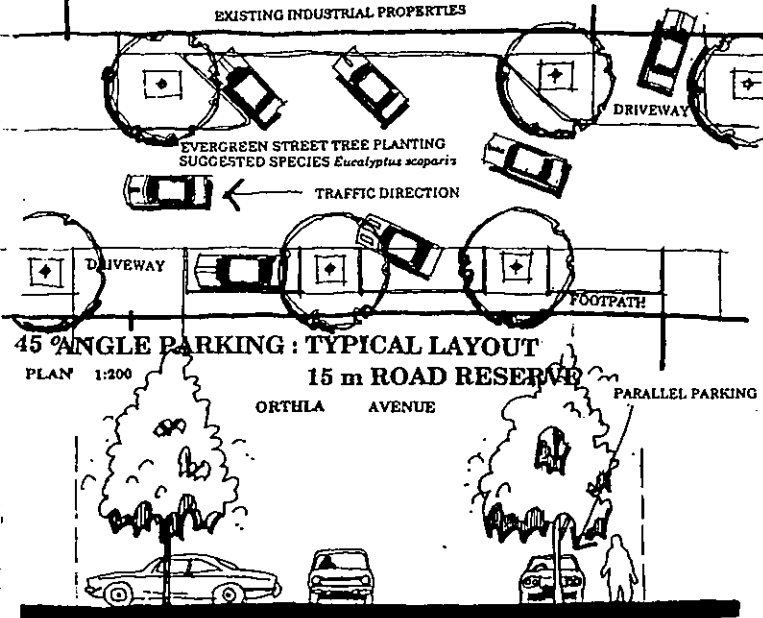 EXISTING INDUSTRIAL PROPERTIES
DRIVEWAY
EVERGREEN STREET TREE PLANTING
SUGGESTED SPECIES Eucalyptus scoparia
TRAFFIC DIRECTION
DRIVEWAY
FOOTPATH
45° ANGLE PARKING : TYPICAL LAYOUT
PLAN 1:200
15 m ROAD RESERVE
ORTHLA AVENUE
PARALLEL PARKING